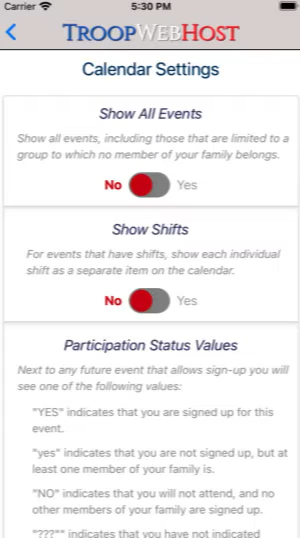 Carrier 5:30 PM
TROOPWEBHOST
Calendar Settings
Show All Events
Show all events, including those that are limited to a
group to which no member of your family belongs.
No Yes
Show Shifts
For events that have shifts, show each individual
shift as a separate item on the calendar.
No Yes
Participation Status Values
Next to any future event that allows sign-up you will
see one of the following values:
"YES" indicates that you are signed up for this
event.
"yes" indicates that you are not signed up, but at
least one member of your family is.
"NO" indicates that you will not attend, and no
other members of your family are signed up.
"???"" indicates that you have not indicated